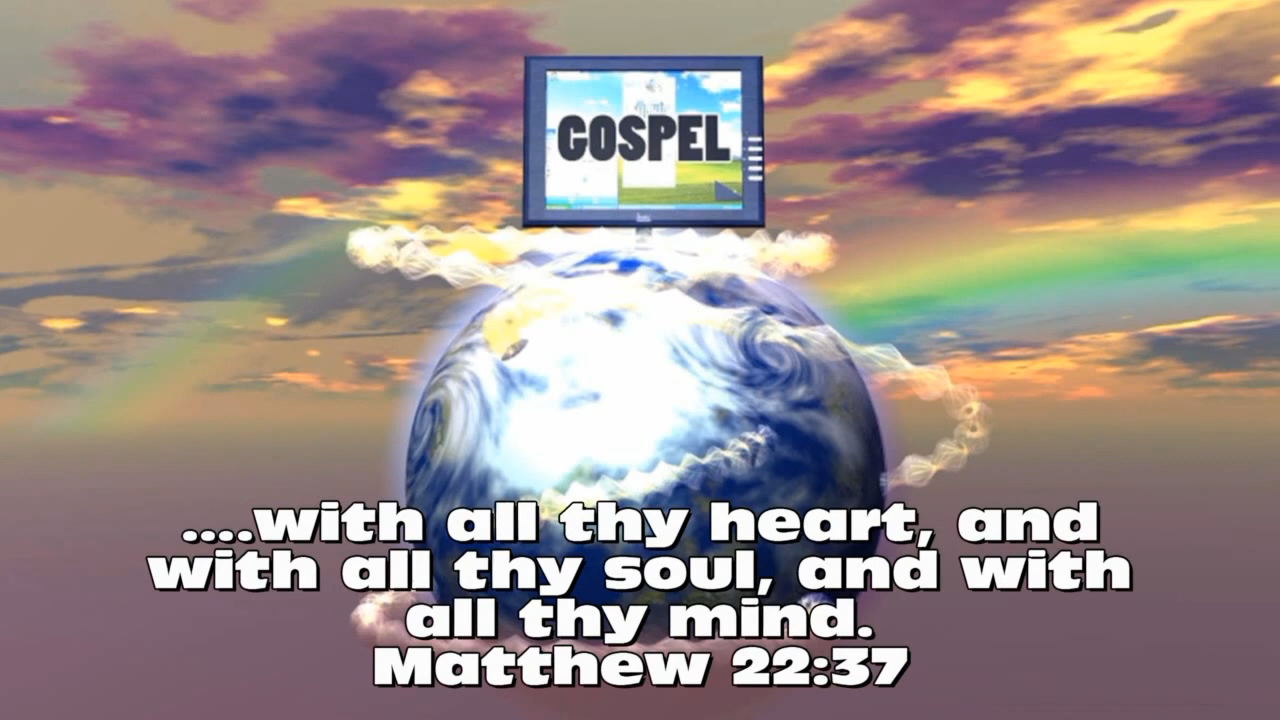 GOSPEL
....with all thy heart, and
with all thy soul, and with
all thy mind.
Matthew 22:37